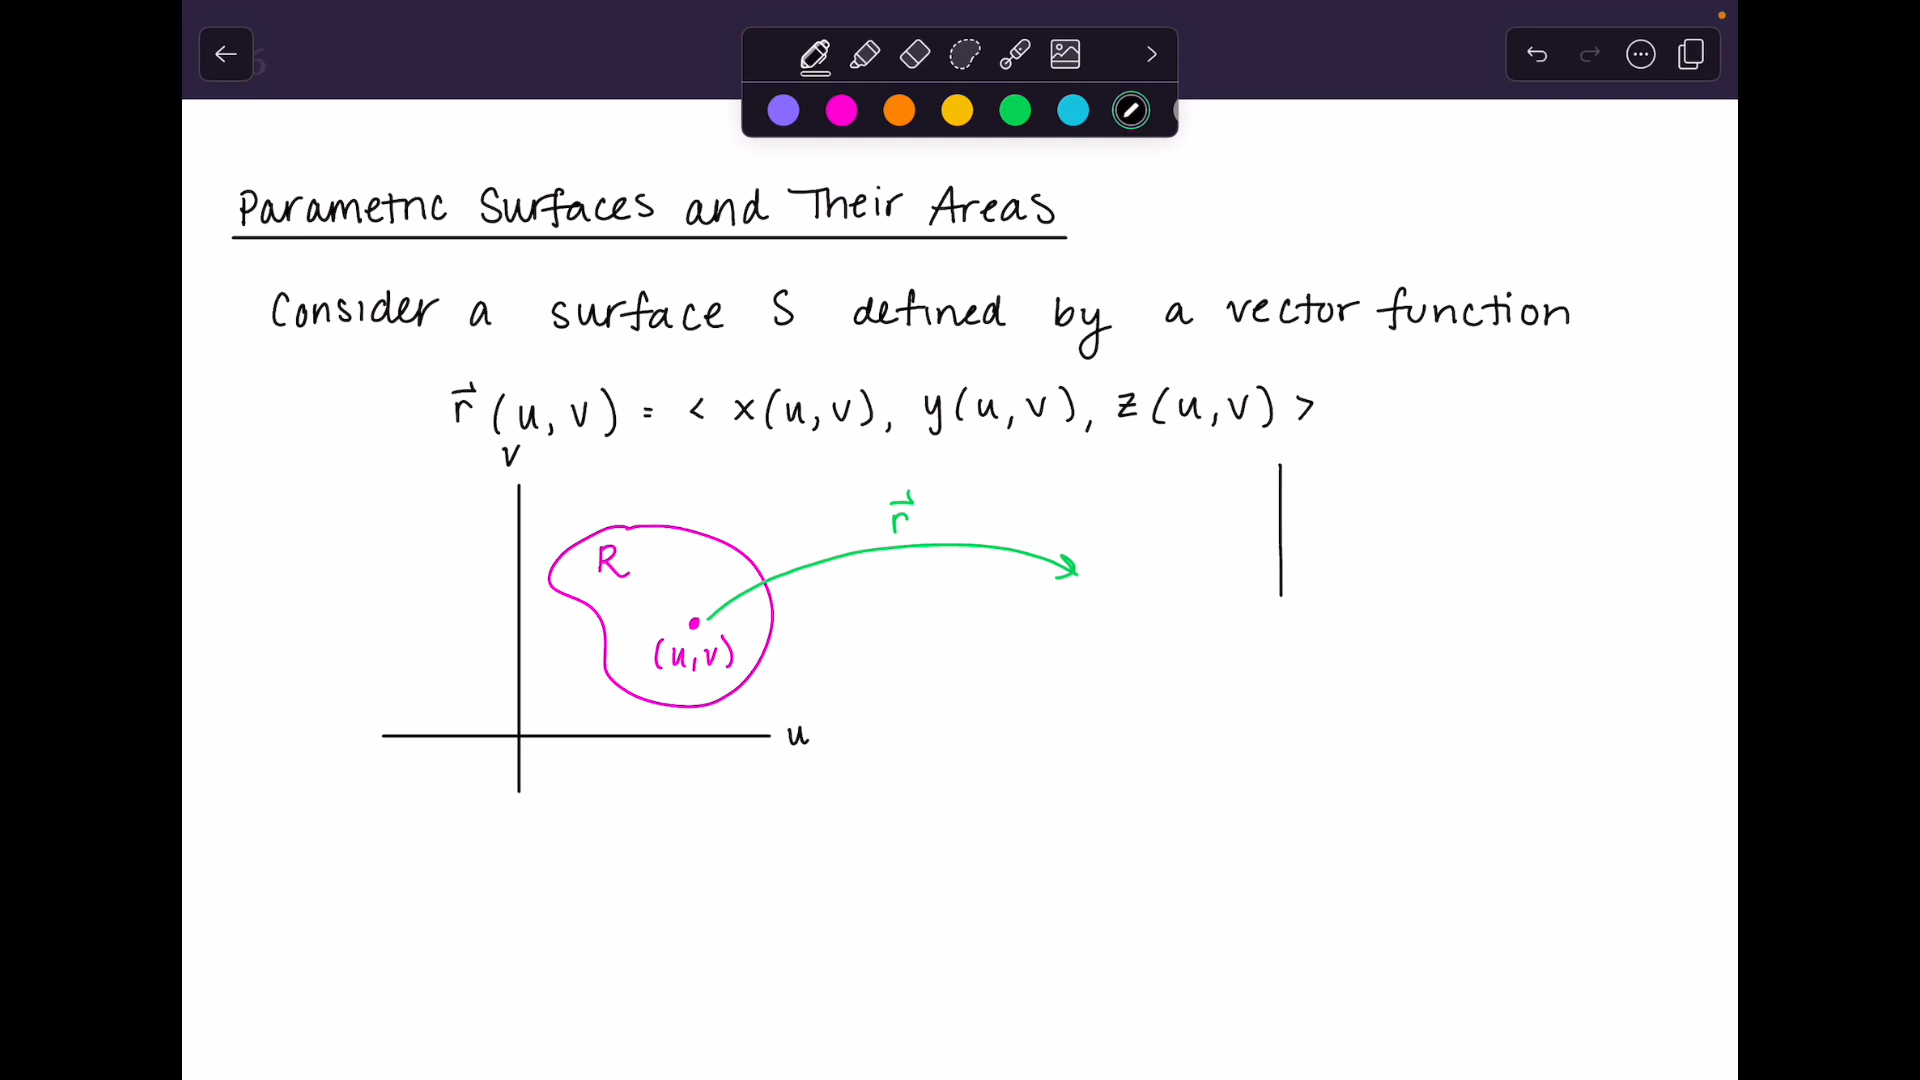 Parametric Surfaces and Their Areas
Consider a surface S defined by a vector function
r⃗(u,v) = < x(u,v), y(u,v), z(u,v) >
v
r⃗
R
(u,v)
u